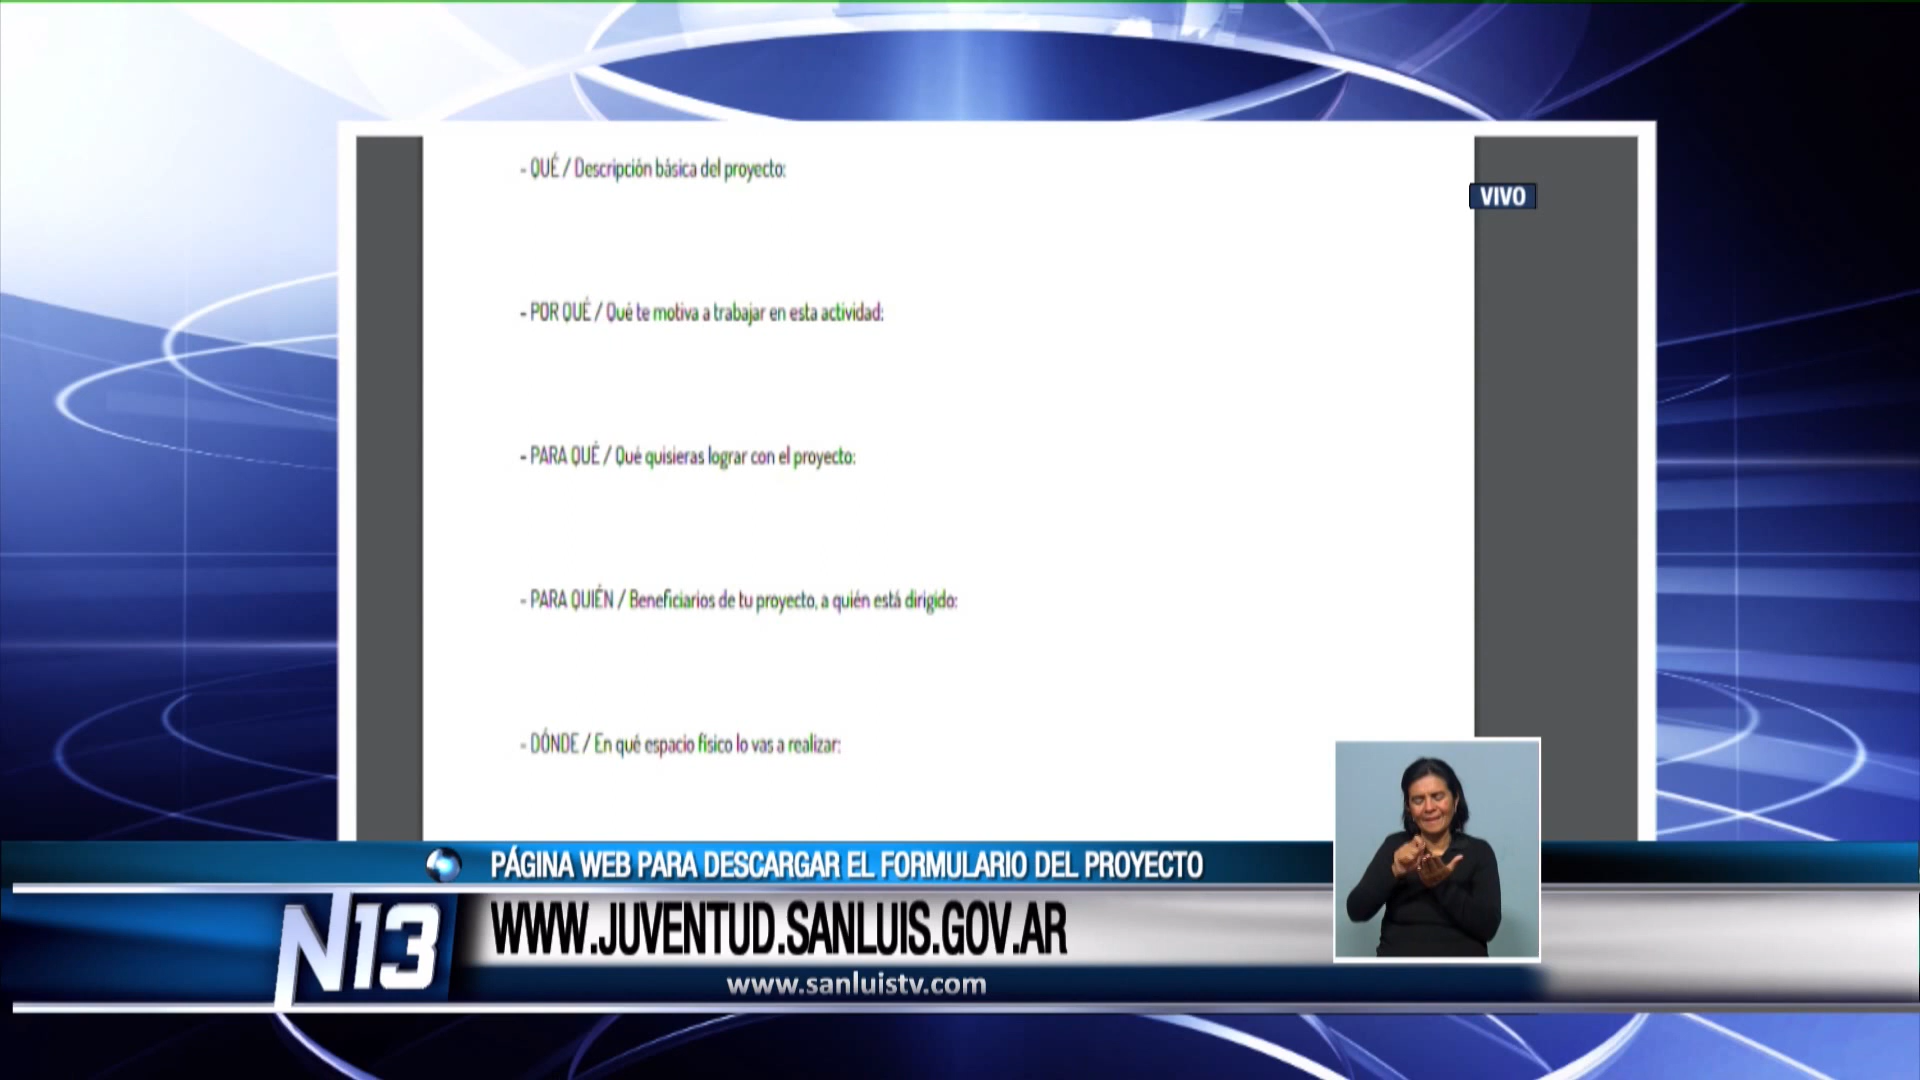 - QUÉ / Descripción básica del proyecto:
VIVO
- POR QUÉ / Qué te motiva a trabajar en esta actividad:
- PARA QUÉ / Qué quisieras lograr con el proyecto:
- PARA QUIÉN / Beneficiarios de tu proyecto, a quién está dirigido:
- DÓNDE / En qué espacio físico lo vas a realizar:
PÁGINA WEB PARA DESCARGAR EL FORMULARIO DEL PROYECTO
N13
WWW.JUVENTUD.SANLUIS.GOV.AR
www.sanluistv.com